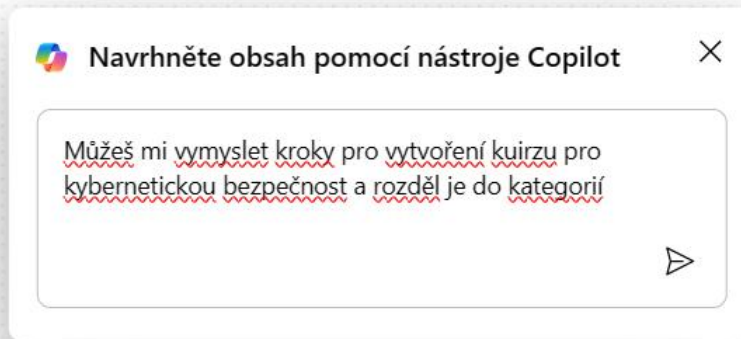 Navrhněte obsah pomocí nástroje Copilot
Můžeš mi vymyslet kroky pro vytvoření kuirzu pro
kybernetickou bezpečnost a rozděl je do kategorií